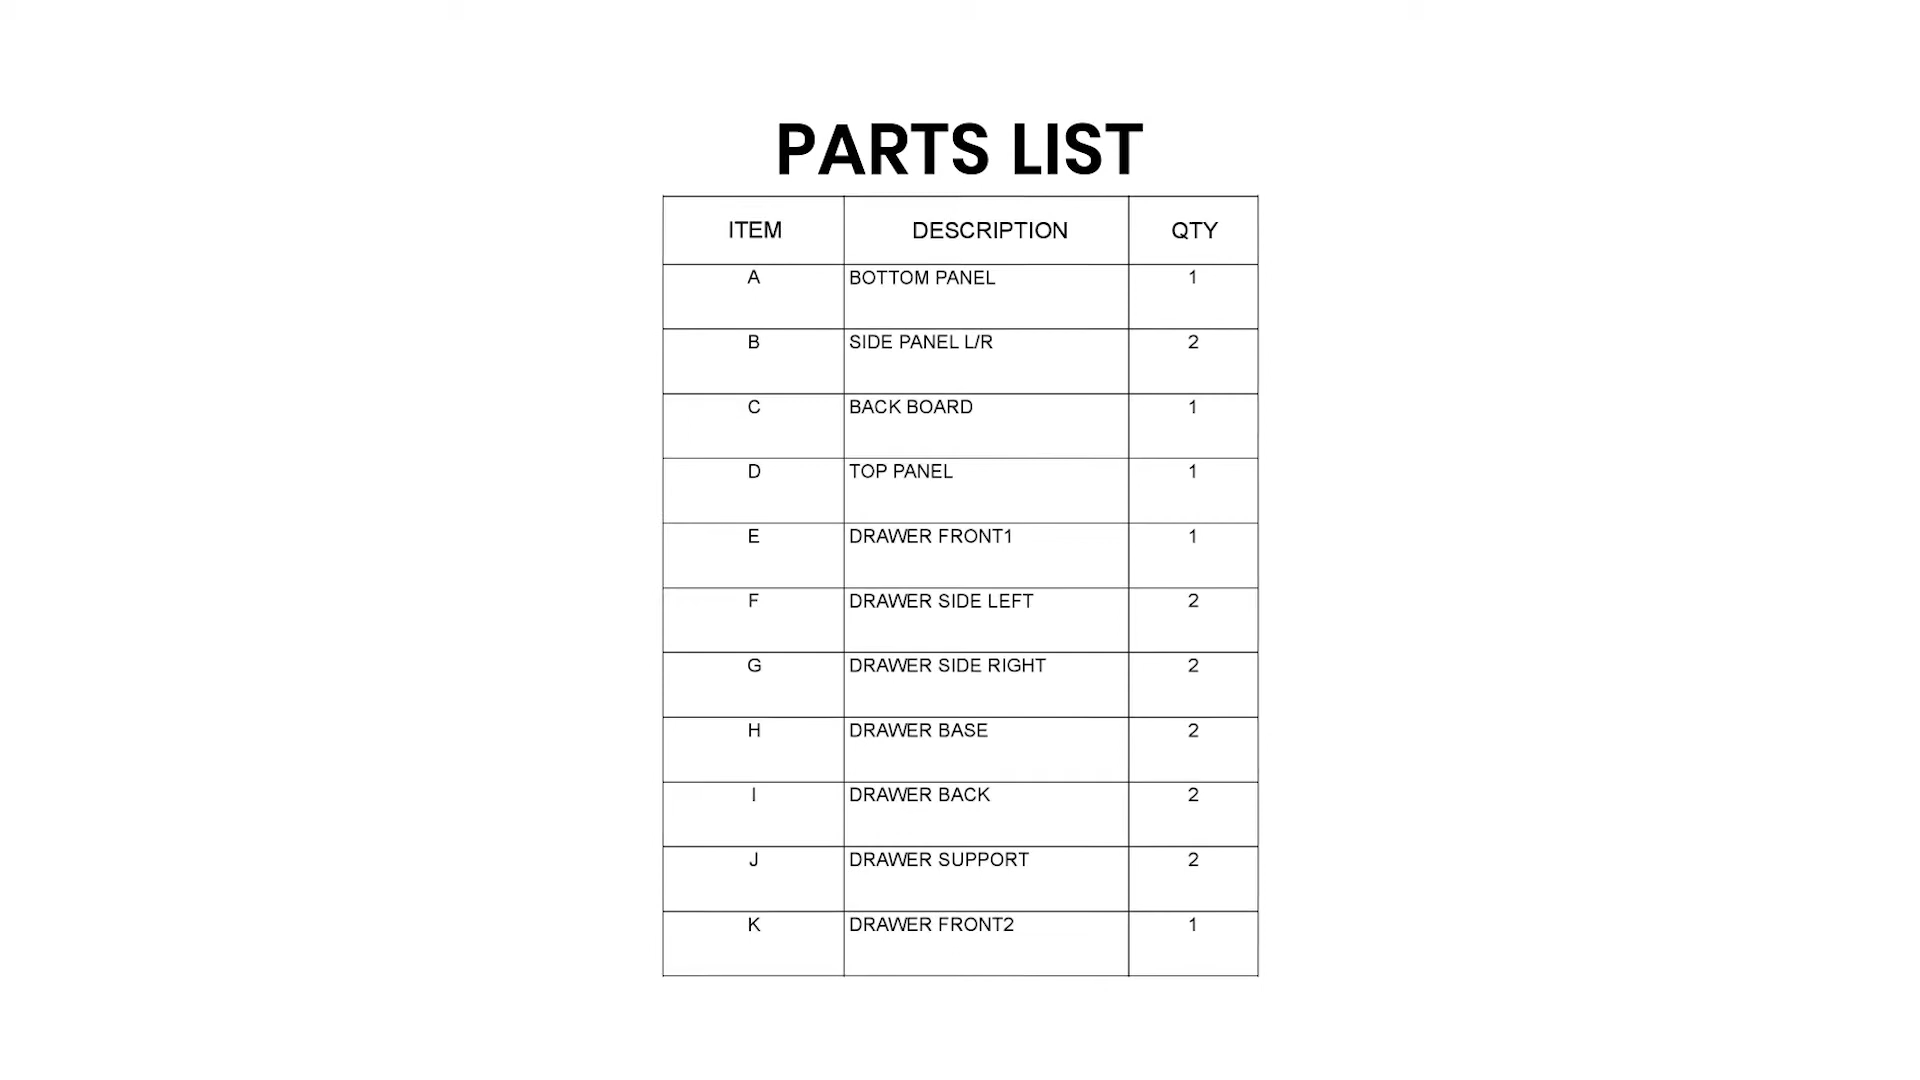 PARTS LIST
ITEM DESCRIPTION QTY
A BOTTOM PANEL 1
B SIDE PANEL L/R 2
C BACK BOARD 1
D TOP PANEL 1
E DRAWER FRONT1 1
F DRAWER SIDE LEFT 2
G DRAWER SIDE RIGHT 2
H DRAWER BASE 2
I DRAWER BACK 2
J DRAWER SUPPORT 2
K DRAWER FRONT2 1